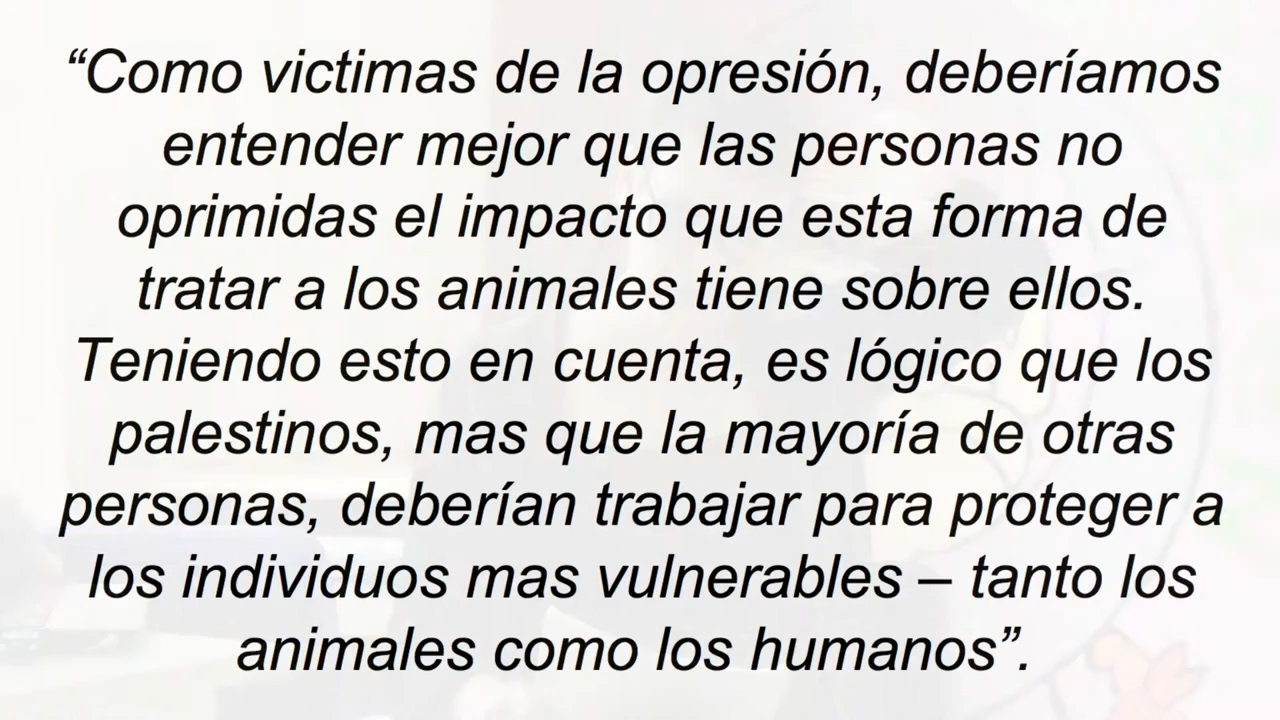 “Como victimas de la opresión, deberíamos
entender mejor que las personas no
oprimidas el impacto que esta forma de
tratar a los animales tiene sobre ellos.
Teniendo esto en cuenta, es lógico que los
palestinos, mas que la mayoría de otras
personas, deberían trabajar para proteger a
los individuos mas vulnerables – tanto los
animales como los humanos”.